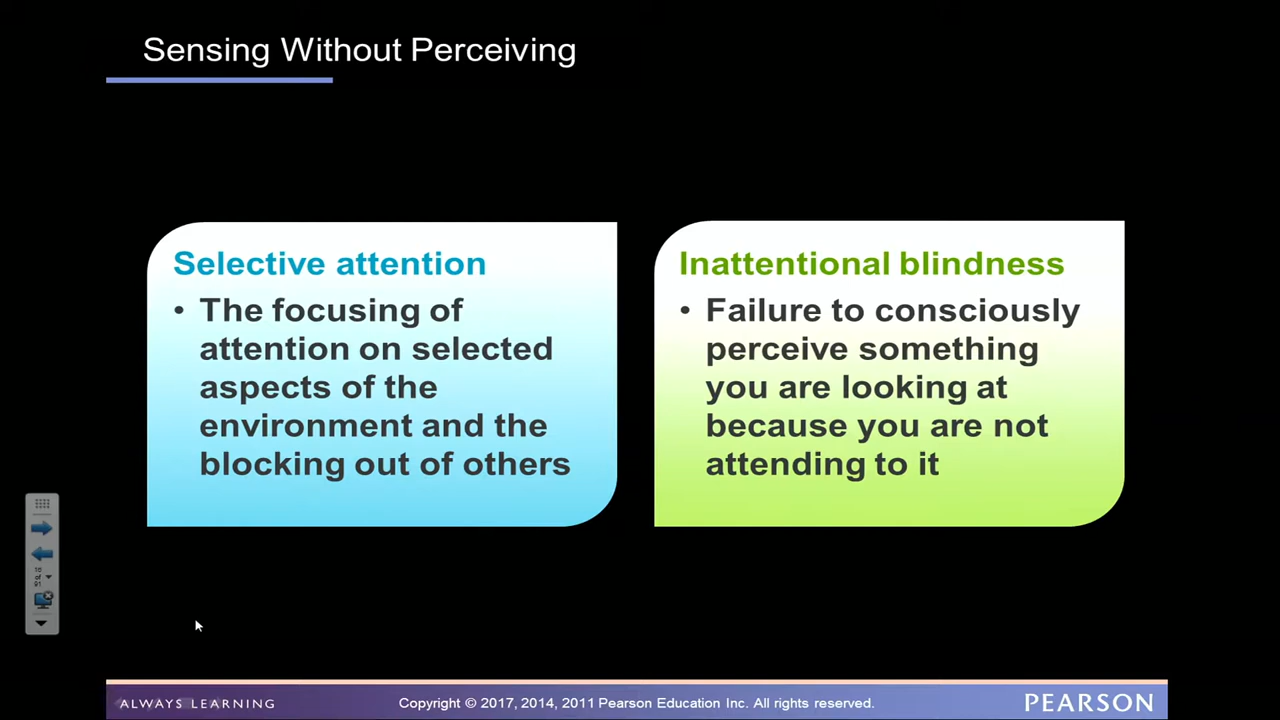 Sensing Without Perceiving
Selective attention
• The focusing of
attention on selected
aspects of the
environment and the
blocking out of others
Inattentional blindness
• Failure to consciously
perceive something
you are looking at
because you are not
attending to it
of
91
ALWAYS LEARNING
Copyright © 2017, 2014, 2011 Pearson Education Inc. All rights reserved.
PEARSON